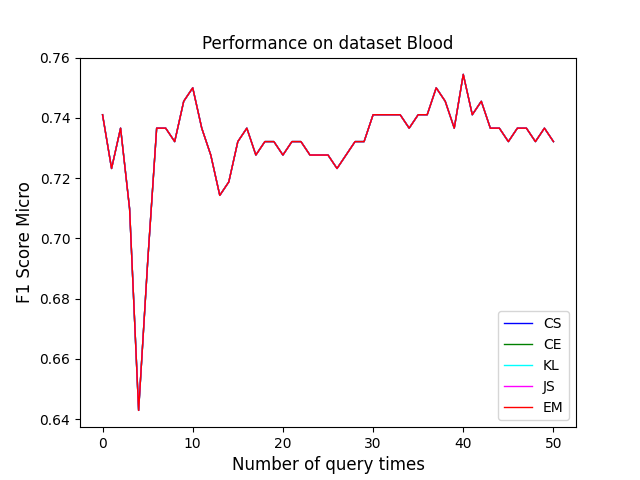 Performance on dataset Blood
F1 Score Micro
0.76
0.74
0.72
0.70
0.68
0.66
0.64
0 10 20 30 40 50
Number of query times
CS
CE
KL
JS
EM